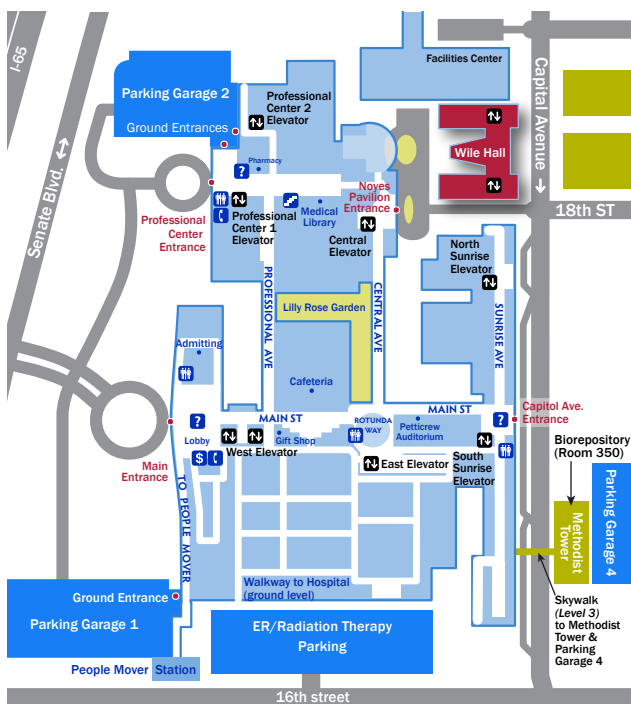 I-65
Senate Blvd.
Parking Garage 2
Ground Entrances
Professional
Center 2
Elevator
Facilities Center
Capital Avenue
Wile Hall
Pharmacy
?
Noyes
Pavilion
Entrance
18th ST
Professional
Center
Entrance
Professional
Center 1
Elevator
Medical
Library
Central
Elevator
North
Sunrise
Elevator
PROFESSIONAL AVE
CENTRAL AVE
SUNRISE AVE
Lilly Rose Garden
Admitting
Cafeteria
MAIN ST
MAIN ST
Capitol Ave.
Entrance
?
?
ROTUNDA
WAY
Petticrew
Auditorium
Lobby
Gift Shop
West Elevator
$
East Elevator
South
Sunrise
Elevator
Biorepository
(Room 350)
Main
Entrance
TO PEOPLE MOVER
Methodist
Tower
Parking Garage 4
Walkway to Hospital
(ground level)
Ground Entrance
Parking Garage 1
ER/Radiation Therapy
Parking
Skywalk
(Level 3)
to Methodist
Tower &
Parking
Garage 4
People Mover Station
16th street